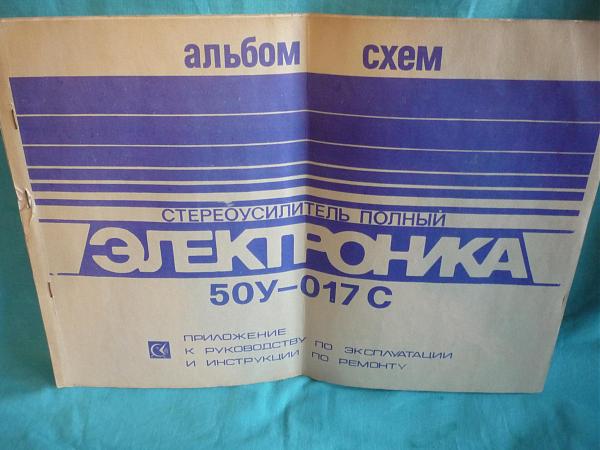 альбом схем
СТЕРЕОУСИЛИТЕЛЬ ПОЛНЫЙ
ЭЛЕКТРОНИКА
50У-017С
ПРИЛОЖЕНИЕ
К РУКОВОДСТВУ ПО ЭКСПЛУАТАЦИИ
И ИНСТРУКЦИИ ПО РЕМОНТУ